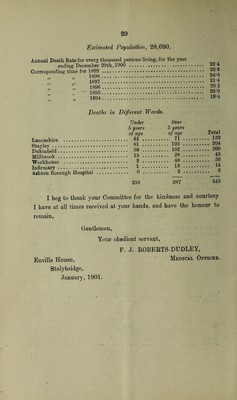 29
Estimated Population, 28,690.
Annual Death Rate for every thousand persons living, for the year
ending December 29th, 1900 .......... 22·4
Corresponding time for 1899 .......... 22·9
„ „ 1898 .......... 24·0
„ „ 1897 .......... 21·4
„ „ 1896 .......... 20·5
„ „ 1895 .......... 23·9
„ „ 1894 .......... 18·4
Deaths in Different Wards.
Under Over
5 years 5 years
of age of age Total
Lancashire .......... 61 .......... 71 .......... 132
Stayley .......... 81 .......... 123 .......... 204
Dukinfield .......... 98 .......... 102 .......... 200
Millbrook .......... 15 .......... 28 .......... 43
Workhouse .......... 2 .......... 48 .......... 50
Infirmary .......... 1 .......... 13 .......... 14
Ashton Borough Hospital .......... 0 .......... 2 .......... 2
258 387 645
I beg to thank your Committee for the kindness and courtesy
I have at all times received at your hands, and have the honour to
remain,
Gentlemen,
Your obedient servant,
F. J. ROBERTS-DUDLEY,
Medical Officer.
Enville House,
Stalybridge,
January, 1901.